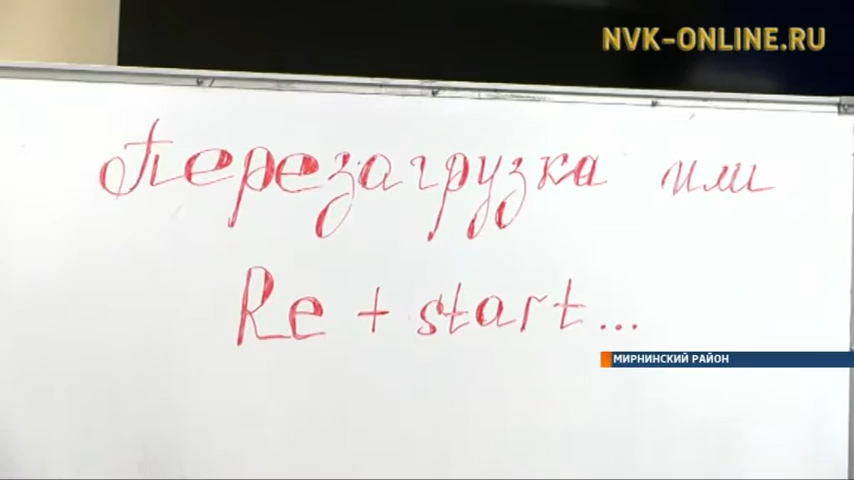 NVK-ONLINE.RU
Перезагрузка или
Re + start...
МИРНИНСКИЙ РАЙОН